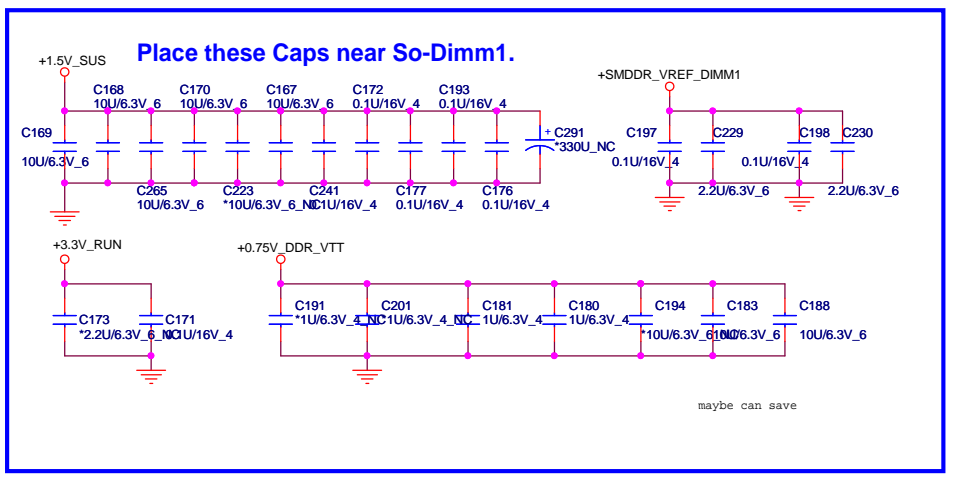 Place these Caps near So-Dimm1.
+1.5V_SUS
+SMDDR_VREF_DIMM1
C168
10U/6.3V_6
C170
10U/6.3V_6
C167
10U/6.3V_6
C172
0.1U/16V_4
C193
0.1U/16V_4
C169
10U/6.3V_6
+ C291
*330U_NC
C197
0.1U/16V_4
C229
2.2U/6.3V_6
C198
0.1U/16V_4
C230
2.2U/6.3V_6
C265
10U/6.3V_6
C223
*10U/6.3V_6_NC
C241
0.1U/16V_4
C177
0.1U/16V_4
C176
0.1U/16V_4
+3.3V_RUN
+0.75V_DDR_VTT
C173
*2.2U/6.3V_6_NC
C171
0.1U/16V_4
C191
*1U/6.3V_4_NC
C201
*1U/6.3V_4_NC
C181
1U/6.3V_4
C180
1U/6.3V_4
C194
*10U/6.3V_6_NC
C183
10U/6.3V_6
C188
10U/6.3V_6
maybe can save